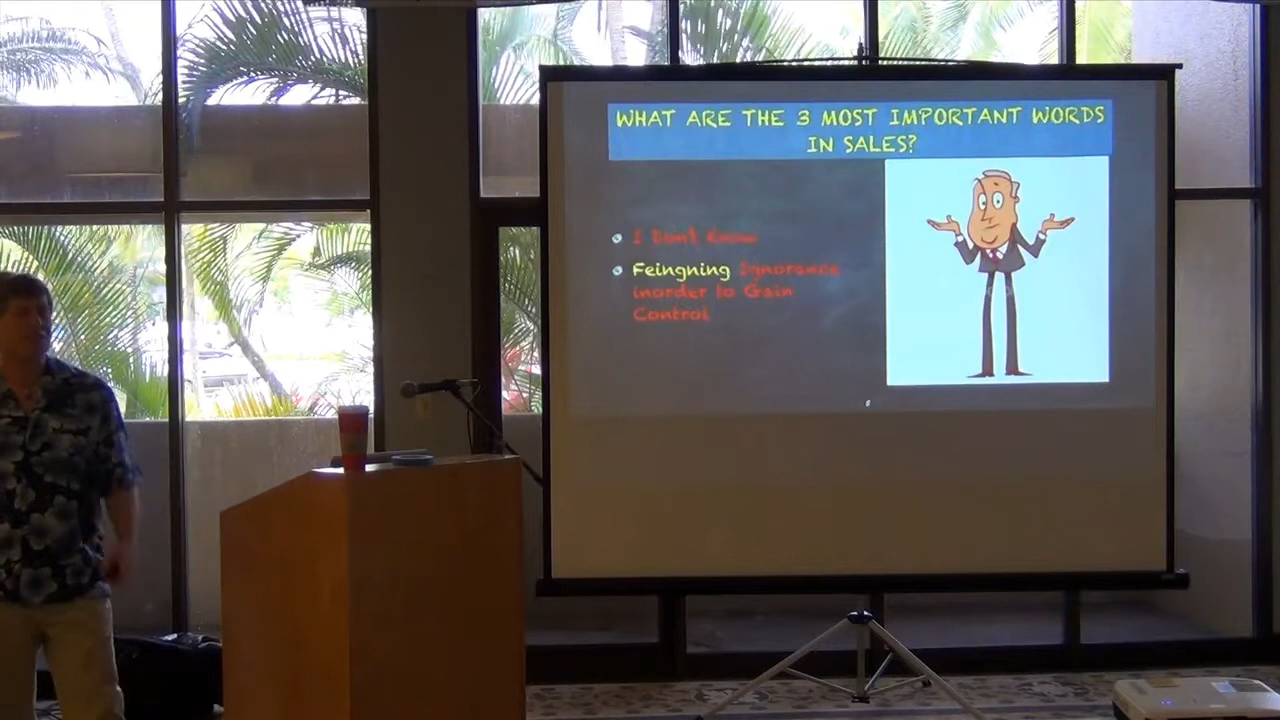 WHAT ARE THE 3 MOST IMPORTANT WORDS
IN SALES?
I Don't Know
Feingning Ignorance
inorder to Gain
Control